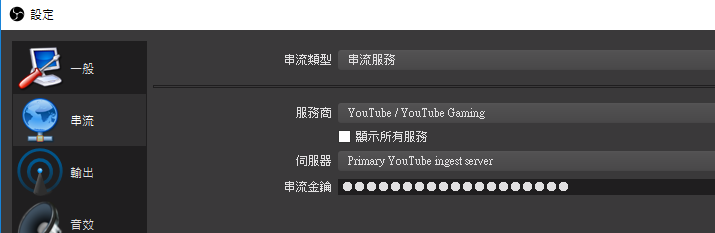 設定
一般
串流
輸出
音效
串流類型 串流服務
服務商 YouTube / YouTube Gaming
顯示所有服務
伺服器 Primary YouTube ingest server
串流金鑰 ●●●●●●●●●●●●●●●●●●●